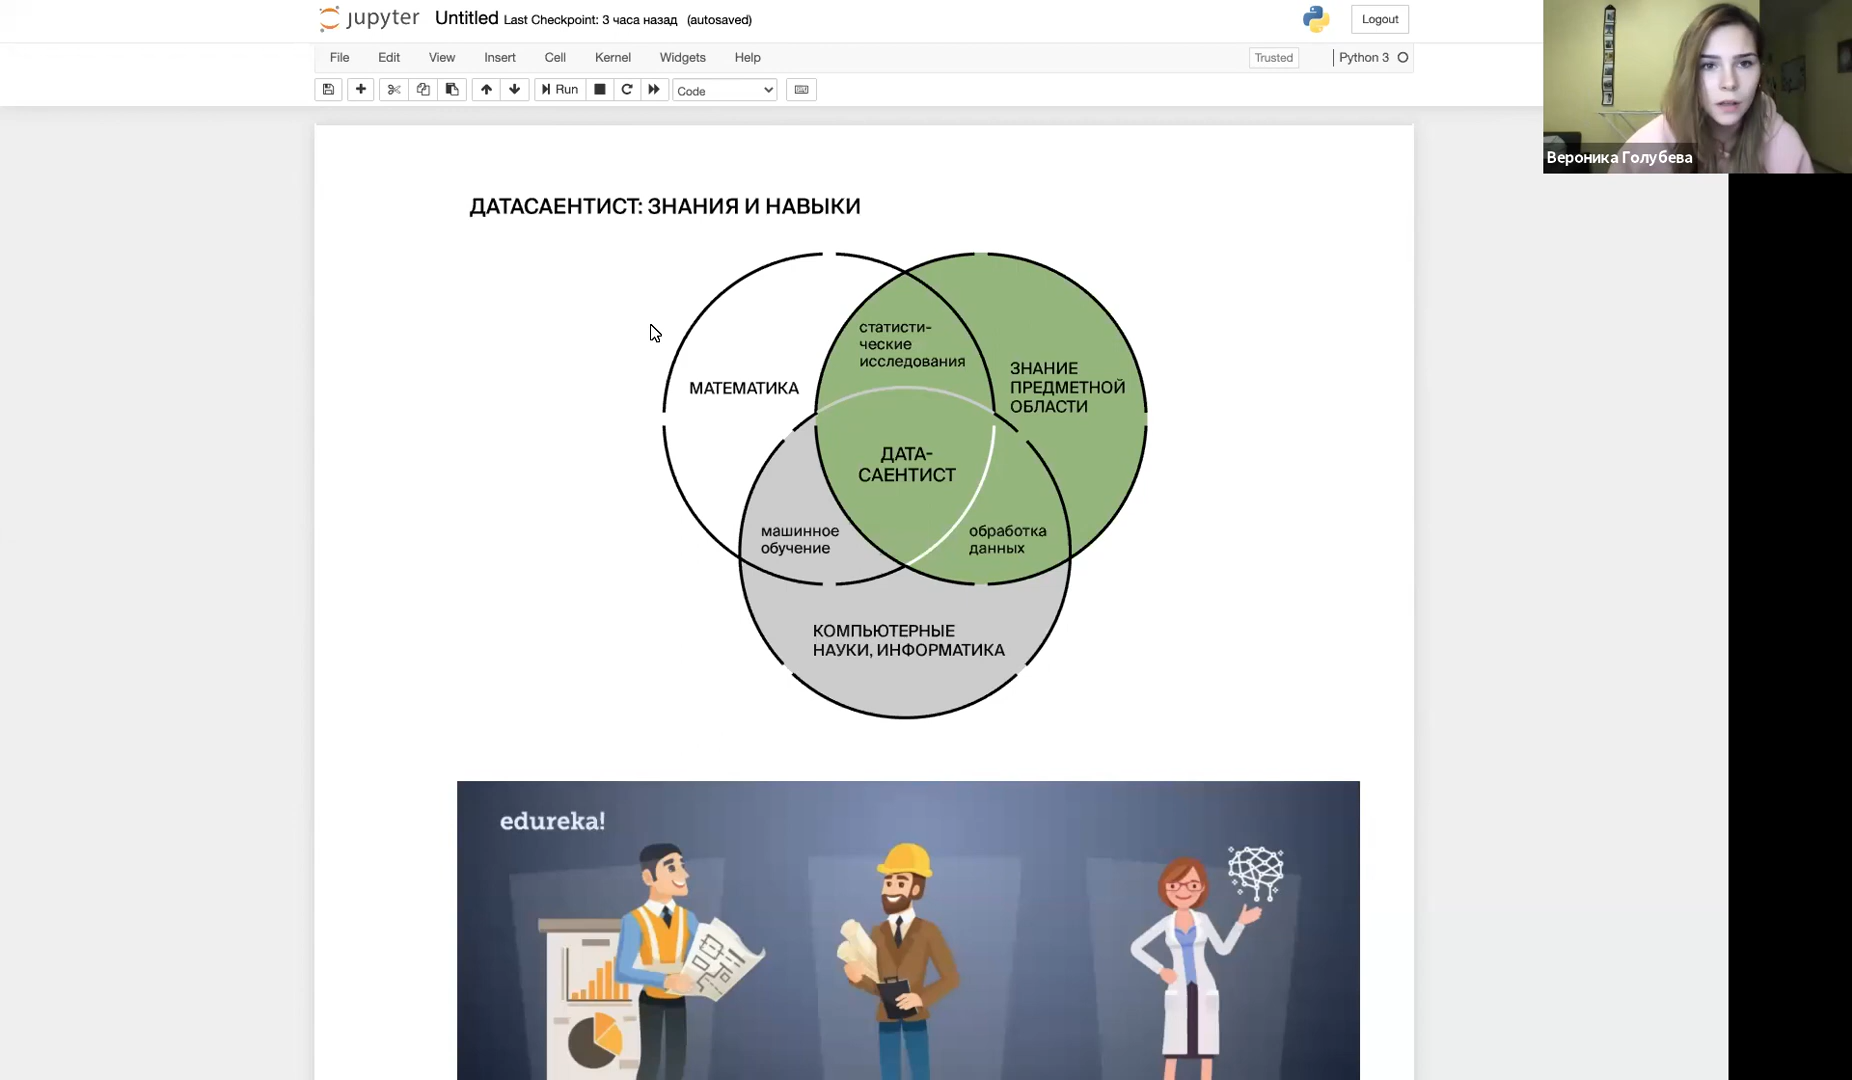 jupyter Untitled Last Checkpoint: 3 часа назад (autosaved)
Logout
File Edit View Insert Cell Kernel Widgets Help
Trusted
Python 3
Run
Code
Вероника Голубева
ДАТАСАЕНТИСТ: ЗНАНИЯ И НАВЫКИ
статисти-
ческие
исследования
МАТЕМАТИКА
ЗНАНИЕ
ПРЕДМЕТНОЙ
ОБЛАСТИ
ДАТА-
САЕНТИСТ
машинное
обучение
обработка
данных
КОМПЬЮТЕРНЫЕ
НАУКИ, ИНФОРМАТИКА
edureka!